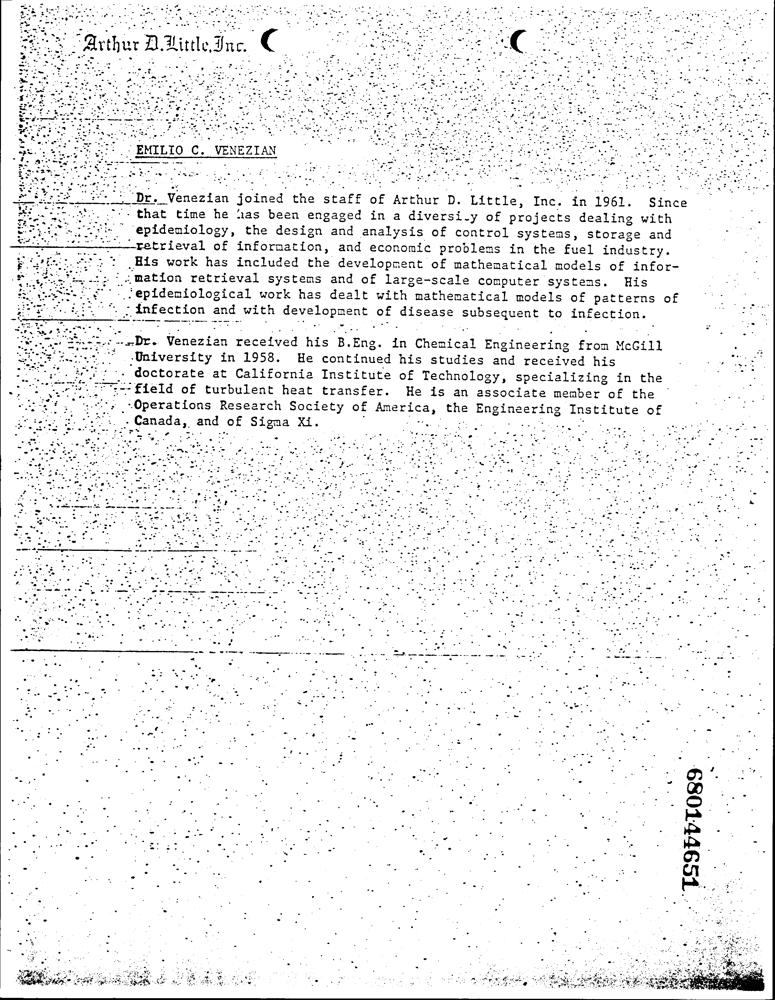 Arthur D. Little, Inc.
EMILIO C. VENEZIAN
Dr. Venezian joined the staff of Arthur D. Little, Inc. in 1961. Since
that time he has been engaged in a diversi.y of projects dealing with
epidemiology, the design and analysis of control systems, storage and
retrieval of information, and economic problems in the fuel industry.
His work has included the development of mathematical models of infor-
mation retrieval systems and of large-scale computer systems. His
epidemiological work has dealt with mathematical models of patterns of
infection and with development of disease subsequent to infection.
Dr. Venezian received his B.Eng. in Chemical Engineering from McGill
University in 1958. He continued his studies and received his
doctorate at California Institute of Technology, specializing in the
field of turbulent heat transfer. He is an associate member of the
Operations Research Society of America, the Engineering Institute of
Canada, and of Sigma Xi.
680144651